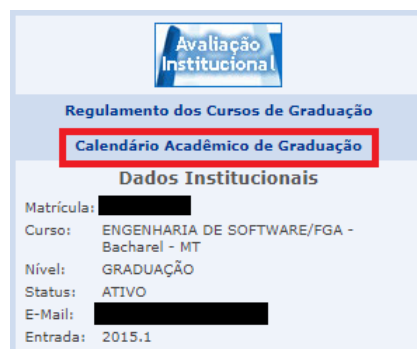 Avaliação
Institucional
Regulamento dos Cursos de Graduação
Calendário Acadêmico de Graduação
Dados Institucionais
Matrícula:
Curso: ENGENHARIA DE SOFTWARE/FGA -
Bacharel - MT
Nível: GRADUAÇÃO
Status: ATIVO
E-Mail:
Entrada: 2015.1